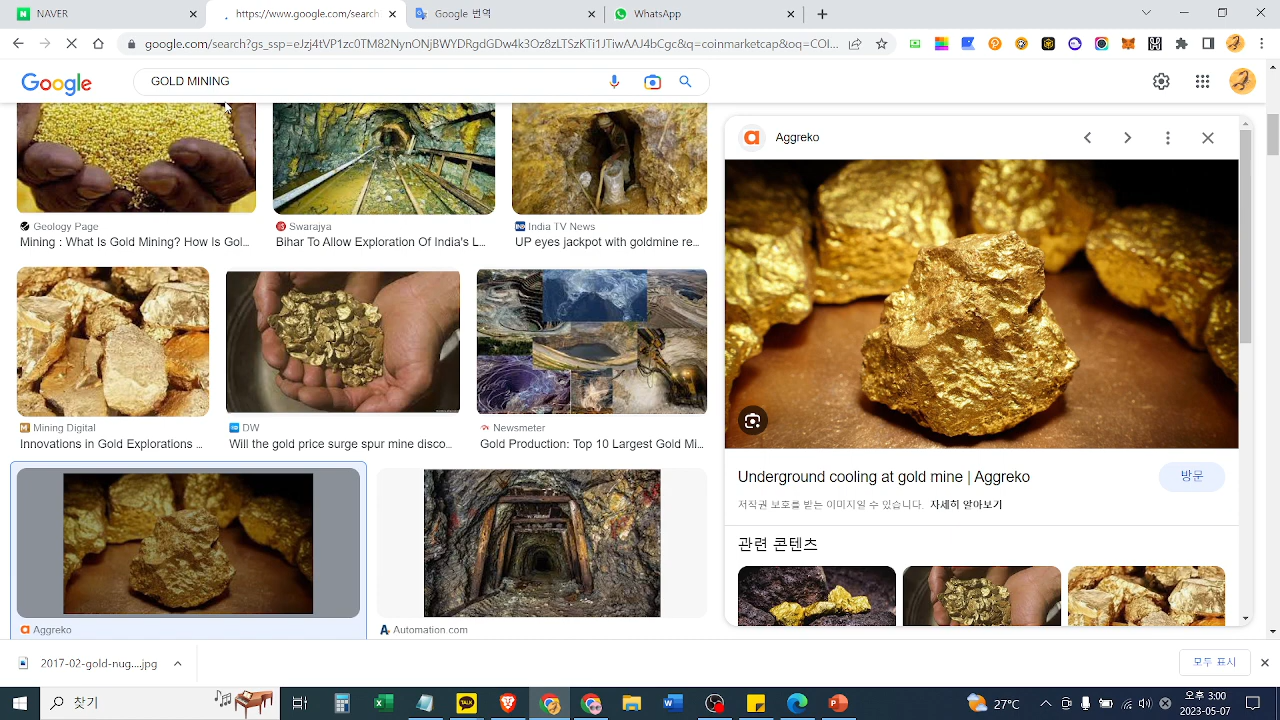 NAVER
https://www.google.com/search
Google 번역
WhatsApp
google.com/search?gs_ssp=eJzj4tVP1zc0TM82NynONjBWYDRgdGDw4k3Oz8zLTSzKTi1JTiwAAJ4bCga&q=coinmarketcap&oq=COI...
Google
GOLD MINING
Aggreko
Geology Page
Mining : What Is Gold Mining? How Is Gol...
Swarajya
Bihar To Allow Exploration Of India's L...
India TV News
UP eyes jackpot with goldmine re...
Mining Digital
Innovations in Gold Explorations ...
DW
Will the gold price surge spur mine disco...
Newsmeter
Gold Production: Top 10 Largest Gold Mi...
Aggreko
Automation.com
Underground cooling at gold mine | Aggreko
방문
저작권 보호를 받는 이미지일 수 있습니다. 자세히 알아보기
관련 콘텐츠
2017-02-gold-nug....jpg
모두 표시
찾기
TALK
27°C
오후 3:00
2023-05-07